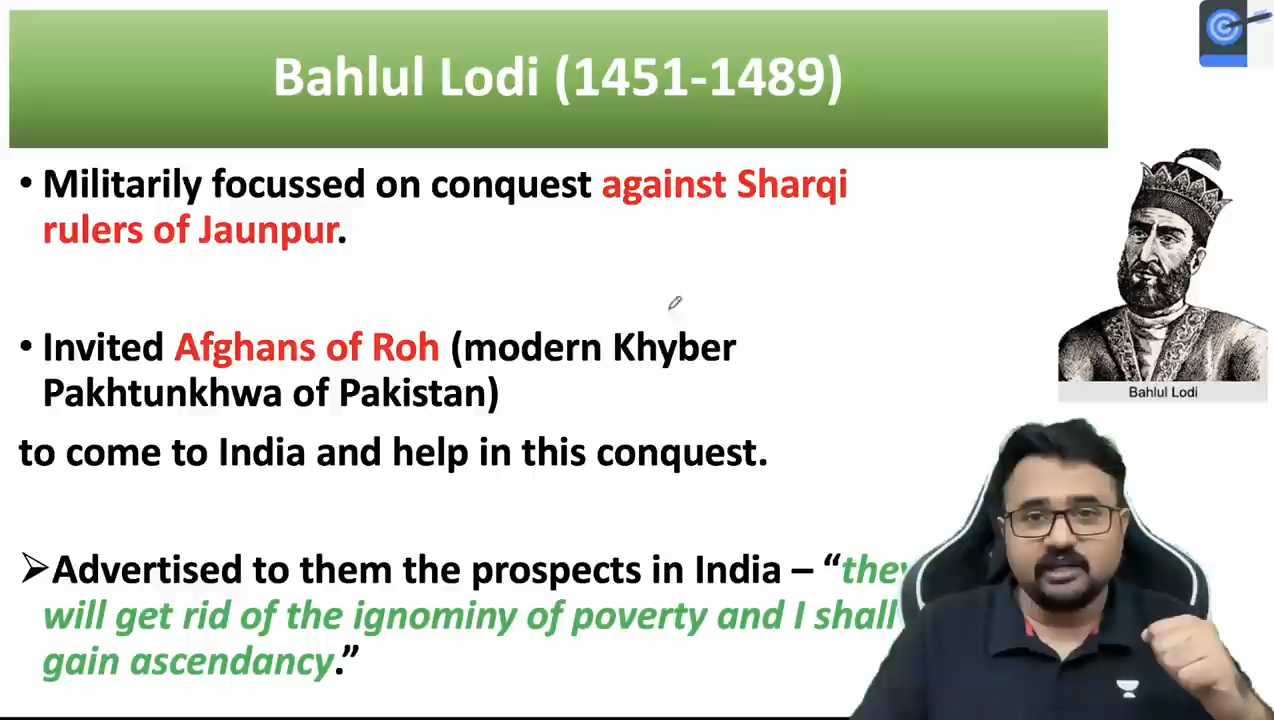 Bahlul Lodi (1451-1489)
• Militarily focussed on conquest against Sharqi
rulers of Jaunpur.
• Invited Afghans of Roh (modern Khyber
Pakhtunkhwa of Pakistan)
to come to India and help in this conquest.
➢Advertised to them the prospects in India – “they
will get rid of the ignominy of poverty and I shall
gain ascendancy.”
Bahlul Lodi